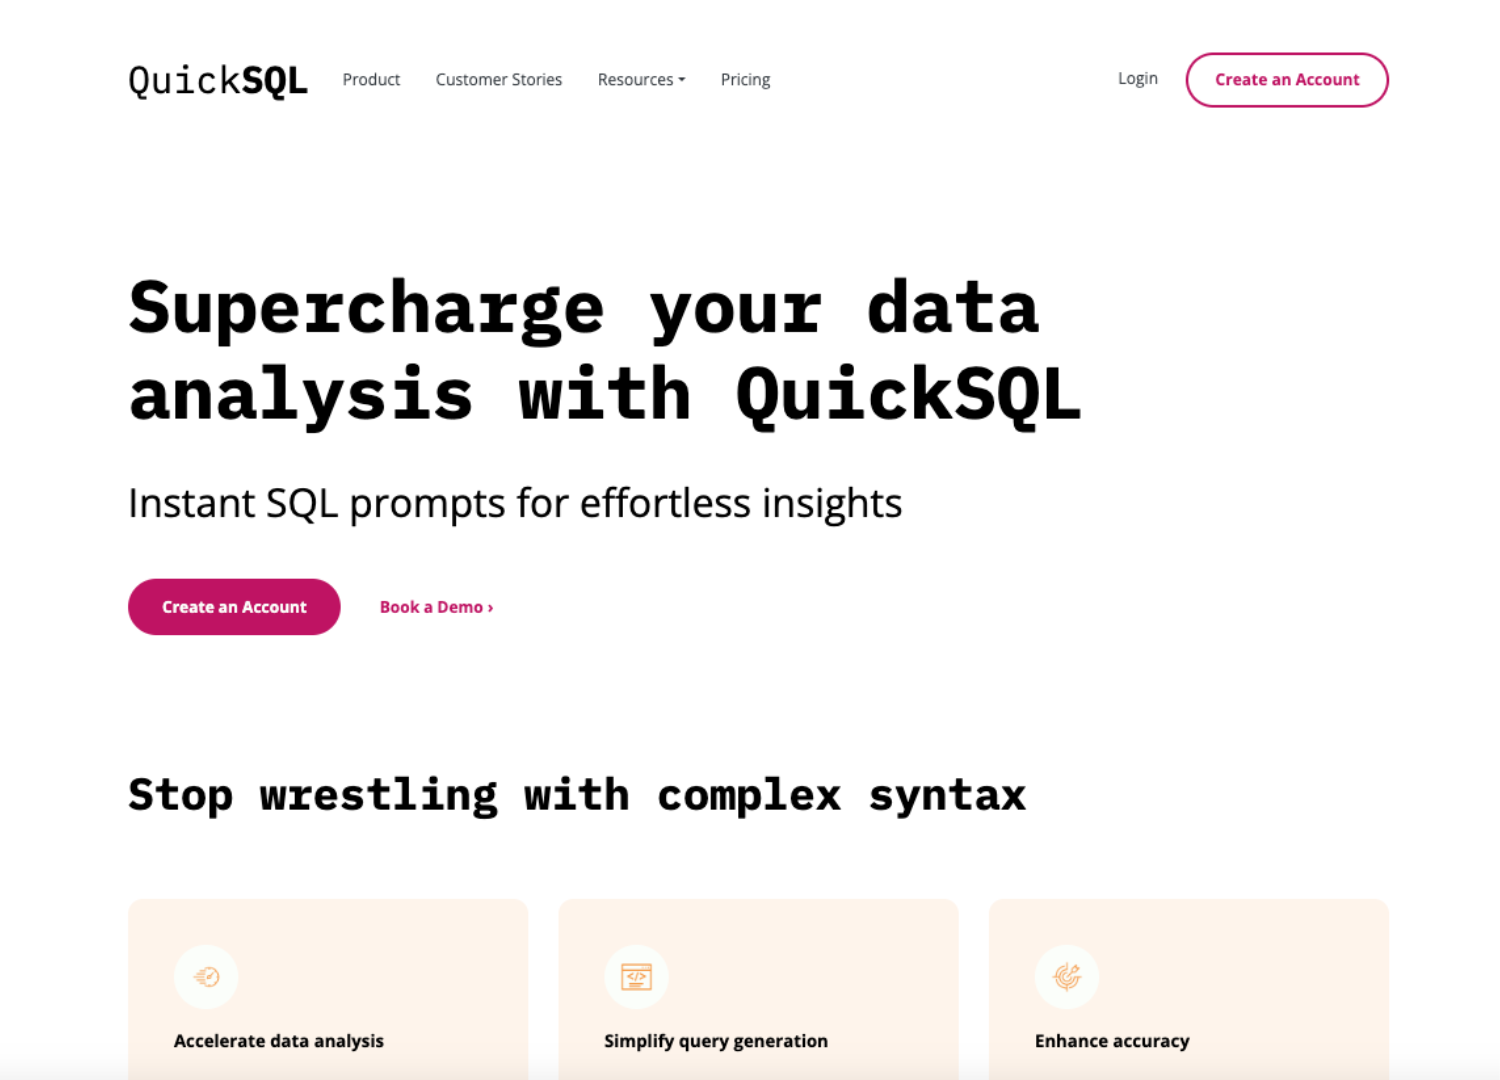 QuickSQL Product Customer Stories Resources Pricing Login Create an Account
Supercharge your data
analysis with QuickSQL
Instant SQL prompts for effortless insights
Create an Account Book a Demo ›
Stop wrestling with complex syntax
</>
Accelerate data analysis Simplify query generation Enhance accuracy